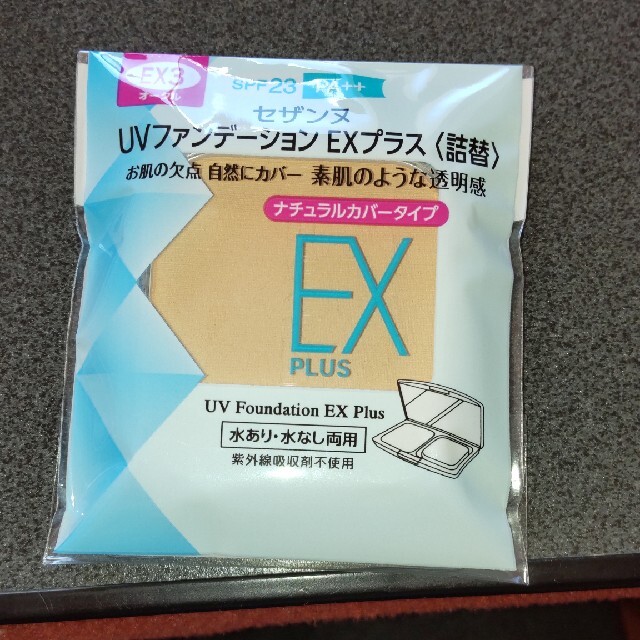 EX3
オークル
SPF23 PA++
セザンヌ
UVファンデーション EXプラス〈詰替〉
お肌の欠点 自然にカバー 素肌のような透明感
ナチュラルカバータイプ
EX
PLUS
UV Foundation EX Plus
水あり・水なし両用
紫外線吸収剤不使用